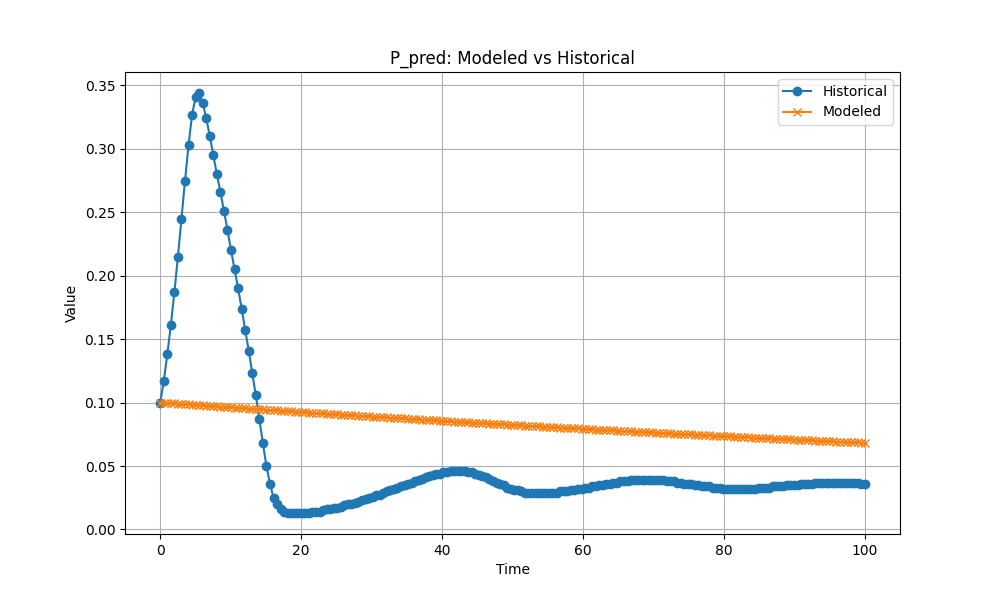 P_pred: Modeled vs Historical
Historical
Modeled
Value
0.35
0.30
0.25
0.20
0.15
0.10
0.05
0.00
0 20 40 60 80 100
Time